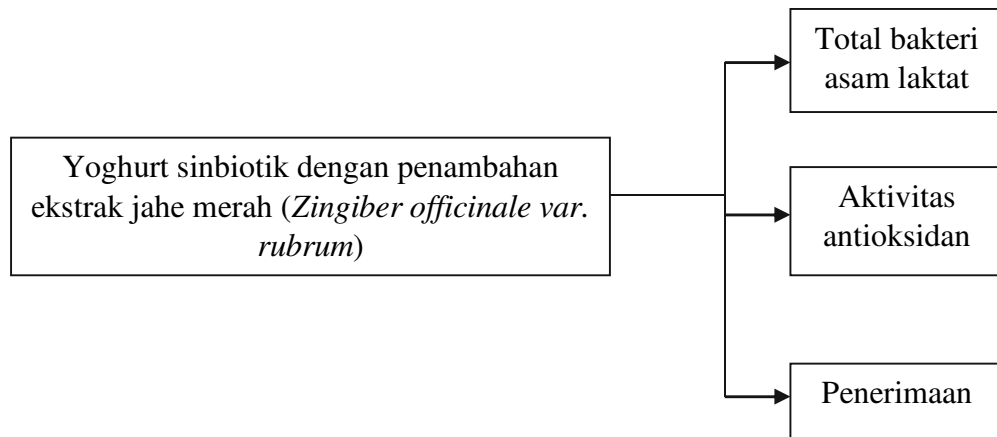 Total bakteri
asam laktat
Yoghurt sinbiotik dengan penambahan
ekstrak jahe merah (Zingiber officinale var.
rubrum)
Aktivitas
antioksidan
Penerimaan